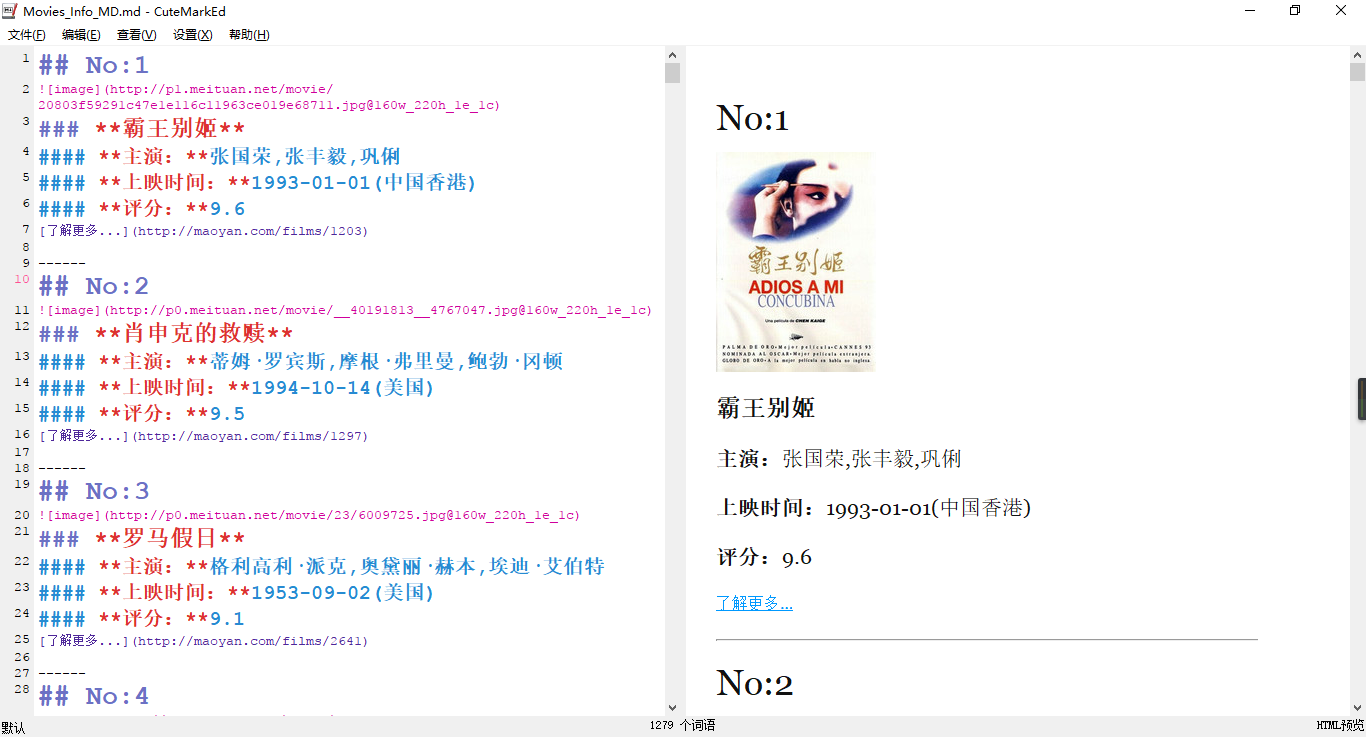 Movies_Info_MD.md - CuteMarkEd
文件(F) 编辑(E) 查看(V) 设置(X) 帮助(H)
1 ## No:1
2 ![image](http://p1.meituan.net/movie/
20803f59291c47e1e116c11963ce019e68711.jpg@160w_220h_1e_1c)
3 ### **霸王别姬**
4 #### **主演：**张国荣,张丰毅,巩俐
5 #### **上映时间：**1993-01-01(中国香港)
6 #### **评分：**9.6
7 [了解更多...](http://maoyan.com/films/1203)
8
9 ------
10 ## No:2
11 ![image](http://p0.meituan.net/movie/__40191813__4767047.jpg@160w_220h_1e_1c)
12 ### **肖申克的救赎**
13 #### **主演：**蒂姆·罗宾斯,摩根·弗里曼,鲍勃·冈顿
14 #### **上映时间：**1994-10-14(美国)
15 #### **评分：**9.5
16 [了解更多...](http://maoyan.com/films/1297)
17
18 ------
19 ## No:3
20 ![image](http://p0.meituan.net/movie/23/6009725.jpg@160w_220h_1e_1c)
21 ### **罗马假日**
22 #### **主演：**格利高利·派克,奥黛丽·赫本,埃迪·艾伯特
23 #### **上映时间：**1953-09-02(美国)
24 #### **评分：**9.1
25 [了解更多...](http://maoyan.com/films/2641)
26
27 ------
28 ## No:4
No:1
霸王别姬
ADIOS A MI
CONCUBINA
Una película de CHEN KAIGE
PALMA DE ORO•Mejor película•CANNES 93
NOMINADA AL OSCAR•Mejor película extranjera.
GLOBO DE ORO•A la mejor película en habla no inglesa.
霸王别姬
主演：张国荣,张丰毅,巩俐
上映时间：1993-01-01(中国香港)
评分：9.6
了解更多...
No:2
默认
1279 个词语
HTML预览